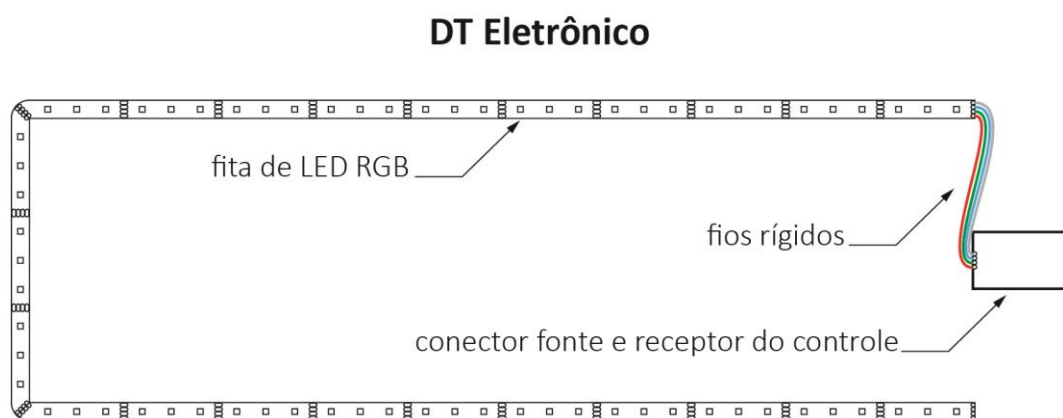 DT Eletrônico
fita de LED RGB
fios rígidos
conector fonte e receptor do controle